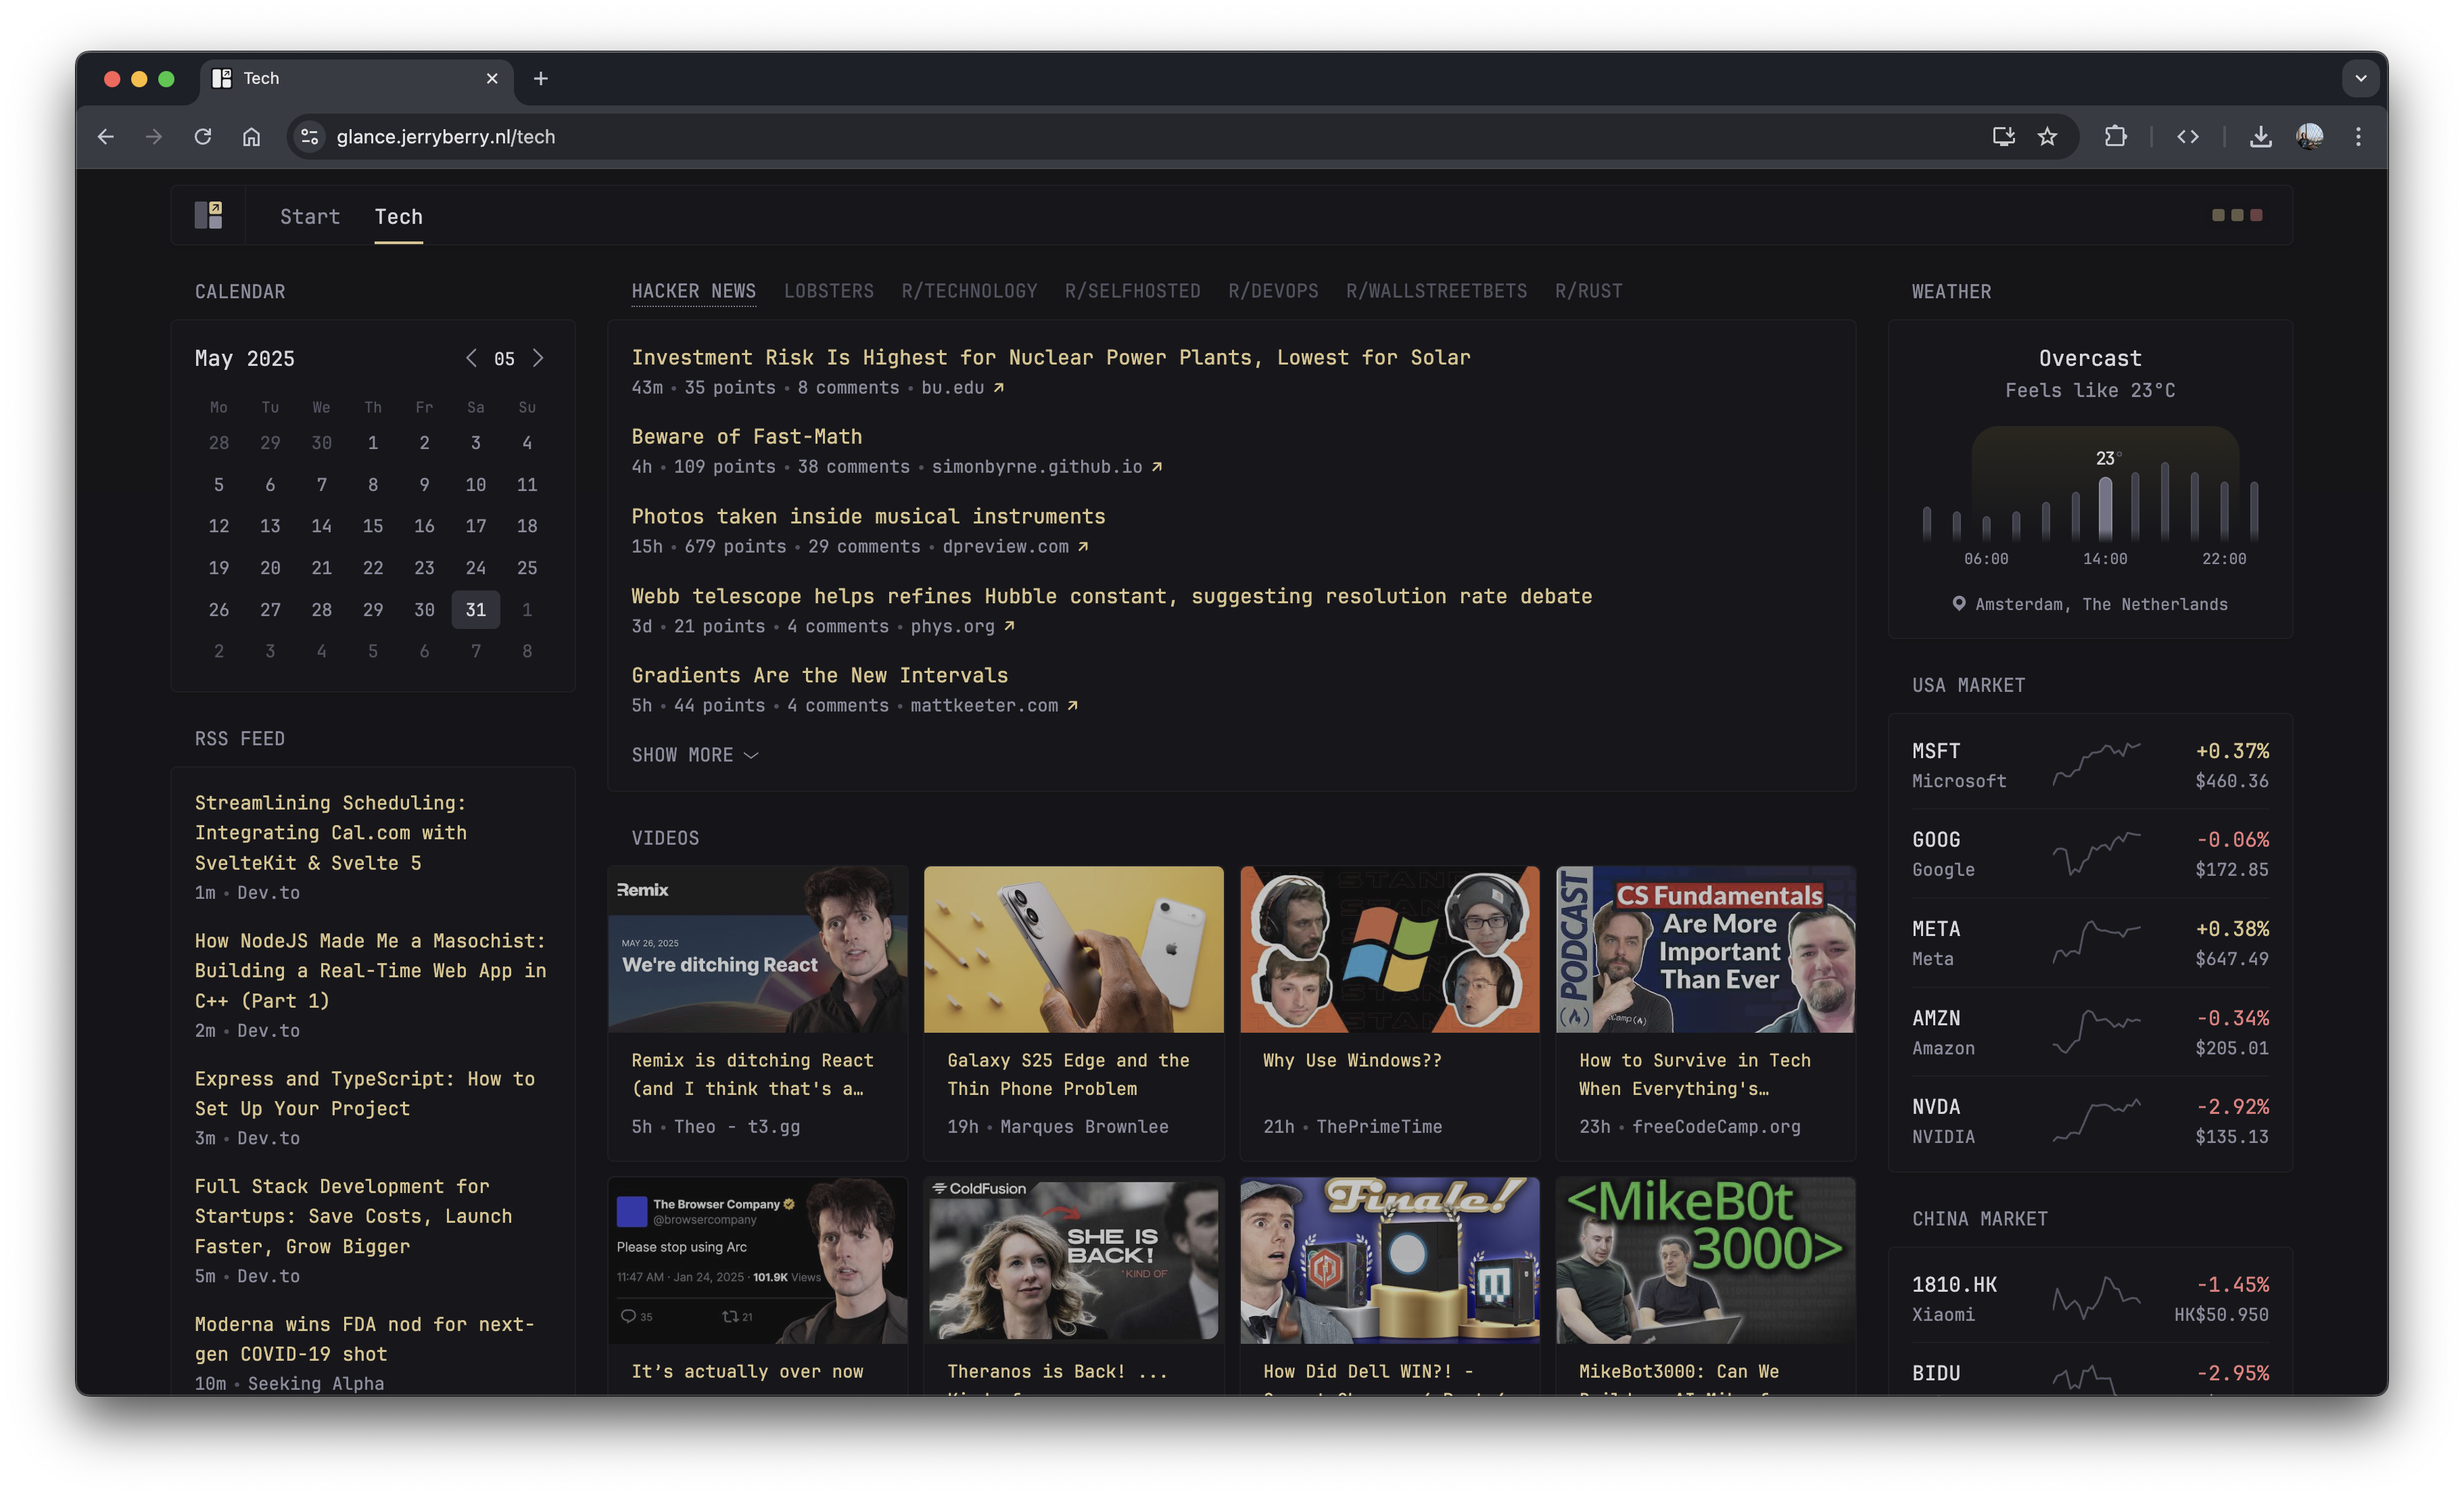 Tech
glance.jerryberry.nl/tech
Start Tech
CALENDAR
May 2025 05
Mo Tu We Th Fr Sa Su
28 29 30 1 2 3 4
5 6 7 8 9 10 11
12 13 14 15 16 17 18
19 20 21 22 23 24 25
26 27 28 29 30 31 1
2 3 4 5 6 7 8
RSS FEED
Streamlining Scheduling:
Integrating Cal.com with
SvelteKit & Svelte 5
1m • Dev.to
How NodeJS Made Me a Masochist:
Building a Real-Time Web App in
C++ (Part 1)
2m • Dev.to
Express and TypeScript: How to
Set Up Your Project
3m • Dev.to
Full Stack Development for
Startups: Save Costs, Launch
Faster, Grow Bigger
5m • Dev.to
Moderna wins FDA nod for next-
gen COVID-19 shot
10m • Seeking Alpha
HACKER NEWS LOBSTERS R/TECHNOLOGY R/SELFHOSTED R/DEVOPS R/WALLSTREETBETS R/RUST
Investment Risk Is Highest for Nuclear Power Plants, Lowest for Solar
43m • 35 points • 8 comments • bu.edu
Beware of Fast-Math
4h • 109 points • 38 comments • simonbyrne.github.io
Photos taken inside musical instruments
15h • 679 points • 29 comments • dpreview.com
Webb telescope helps refines Hubble constant, suggesting resolution rate debate
3d • 21 points • 4 comments • phys.org
Gradients Are the New Intervals
5h • 44 points • 4 comments • mattkeeter.com
SHOW MORE
VIDEOS
Remix
MAY 26, 2025
We're ditching React
Remix is ditching React
(and I think that's a…
5h • Theo - t3.gg
Galaxy S25 Edge and the
Thin Phone Problem
19h • Marques Brownlee
Why Use Windows??
21h • ThePrimeTime
PODCAST
CS Fundamentals
Are More
Important
Than Ever
How to Survive in Tech
When Everything's…
23h • freeCodeCamp.org
The Browser Company
@browsercompany
Please stop using Arc
11:47 AM · Jan 24, 2025 · 101.9K Views
35 21
It’s actually over now
ColdFusion
SHE IS
BACK!
*KIND OF
Theranos is Back! ...
Finale!
How Did Dell WIN?! -
<MikeB0t
3000>
MikeBot3000: Can We
WEATHER
Overcast
Feels like 23°C
23°
06:00 14:00 22:00
Amsterdam, The Netherlands
USA MARKET
MSFT +0.37%
Microsoft $460.36
GOOG -0.06%
Google $172.85
META +0.38%
Meta $647.49
AMZN -0.34%
Amazon $205.01
NVDA -2.92%
NVIDIA $135.13
CHINA MARKET
1810.HK -1.45%
Xiaomi HK$50.950
BIDU -2.95%